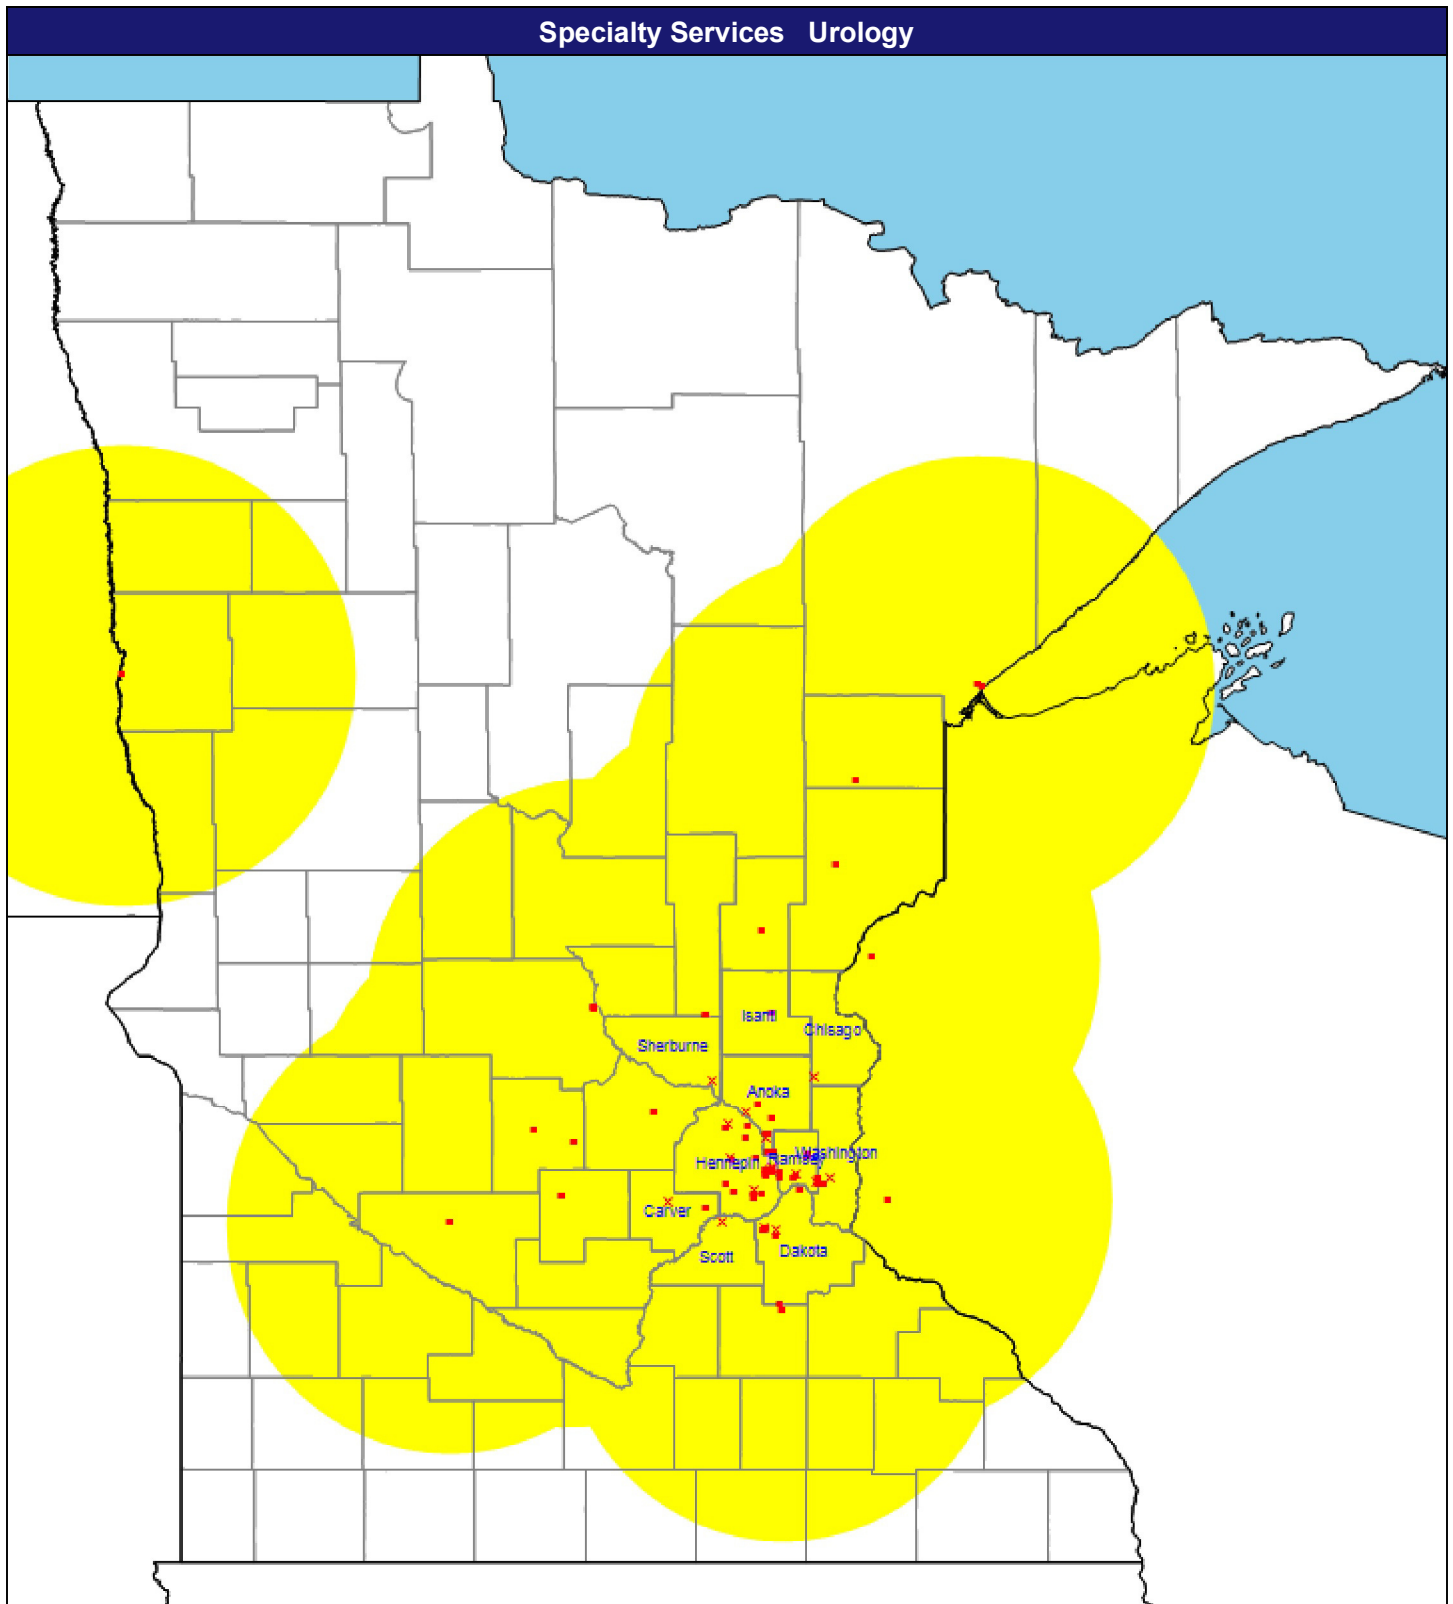 Specialty Services Urology
Isanti
Chisago
Sherburne
Anoka
Washington
Hennepin Ramsey
Carver
Scott
Dakota